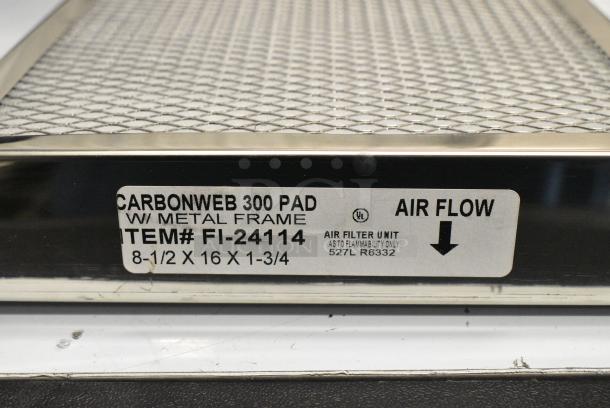 CARBONWEB 300 PAD
W/ METAL FRAME
ITEM# FI-24114
8-1/2 X 16 X 1-3/4
UL
AIR FILTER UNIT
AS TO FLAMMABILITY ONLY
527L R6332
AIR FLOW